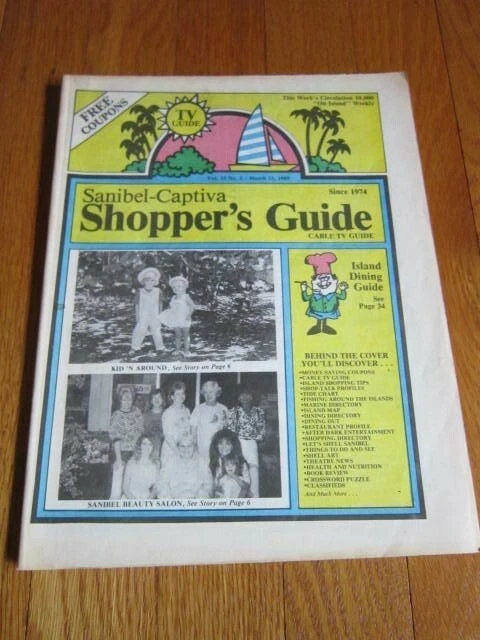 FREE
COUPONS
TV
GUIDE
This Week's Circulation 10,000
"On Island" Weekly
March 21, 1989
Sanibel-Captiva
Since 1974
Shopper's Guide
CABLE TV GUIDE
Island
Dining
Guide
See
Page 34
KID 'N AROUND, See Story on Page 6
SANIBEL BEAUTY SALON, See Story on Page 6
BEHIND THE COVER
YOU'LL DISCOVER . . .
•MONEY SAVING COUPONS
•CABLE TV GUIDE
•ISLAND SHOPPING TIPS
•SHOP-TALK PROFILES
•TIDE CHART
•FISHING AROUND THE ISLANDS
•MARINE DIRECTORY
•ISLAND MAP
•DINING DIRECTORY
•DINING OUT
•RESTAURANT PROFILE
•AFTER DARK ENTERTAINMENT
•SHOPPING DIRECTORY
•LET'S SHELL SANIBEL
•THINGS TO DO AND SEE
•SHELL ART
•THEATRE NEWS
•HEALTH AND NUTRITION
•BOOK REVIEW
•CROSSWORD PUZZLE
•CLASSIFIEDS
And Much More . . .